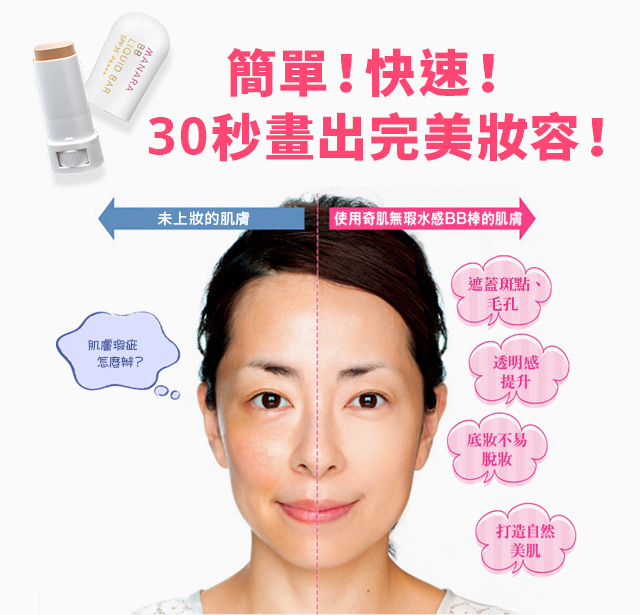 MANARA
BB
LIQUID BAR
SPF35 PA+++
簡單！快速！
30秒畫出完美妝容！
未上妝的肌膚
使用奇肌無瑕水感BB棒的肌膚
遮蓋斑點、
毛孔
肌膚瑕疵
怎麼辦？
透明感
提升
底妝不易
脫妝
打造自然
美肌